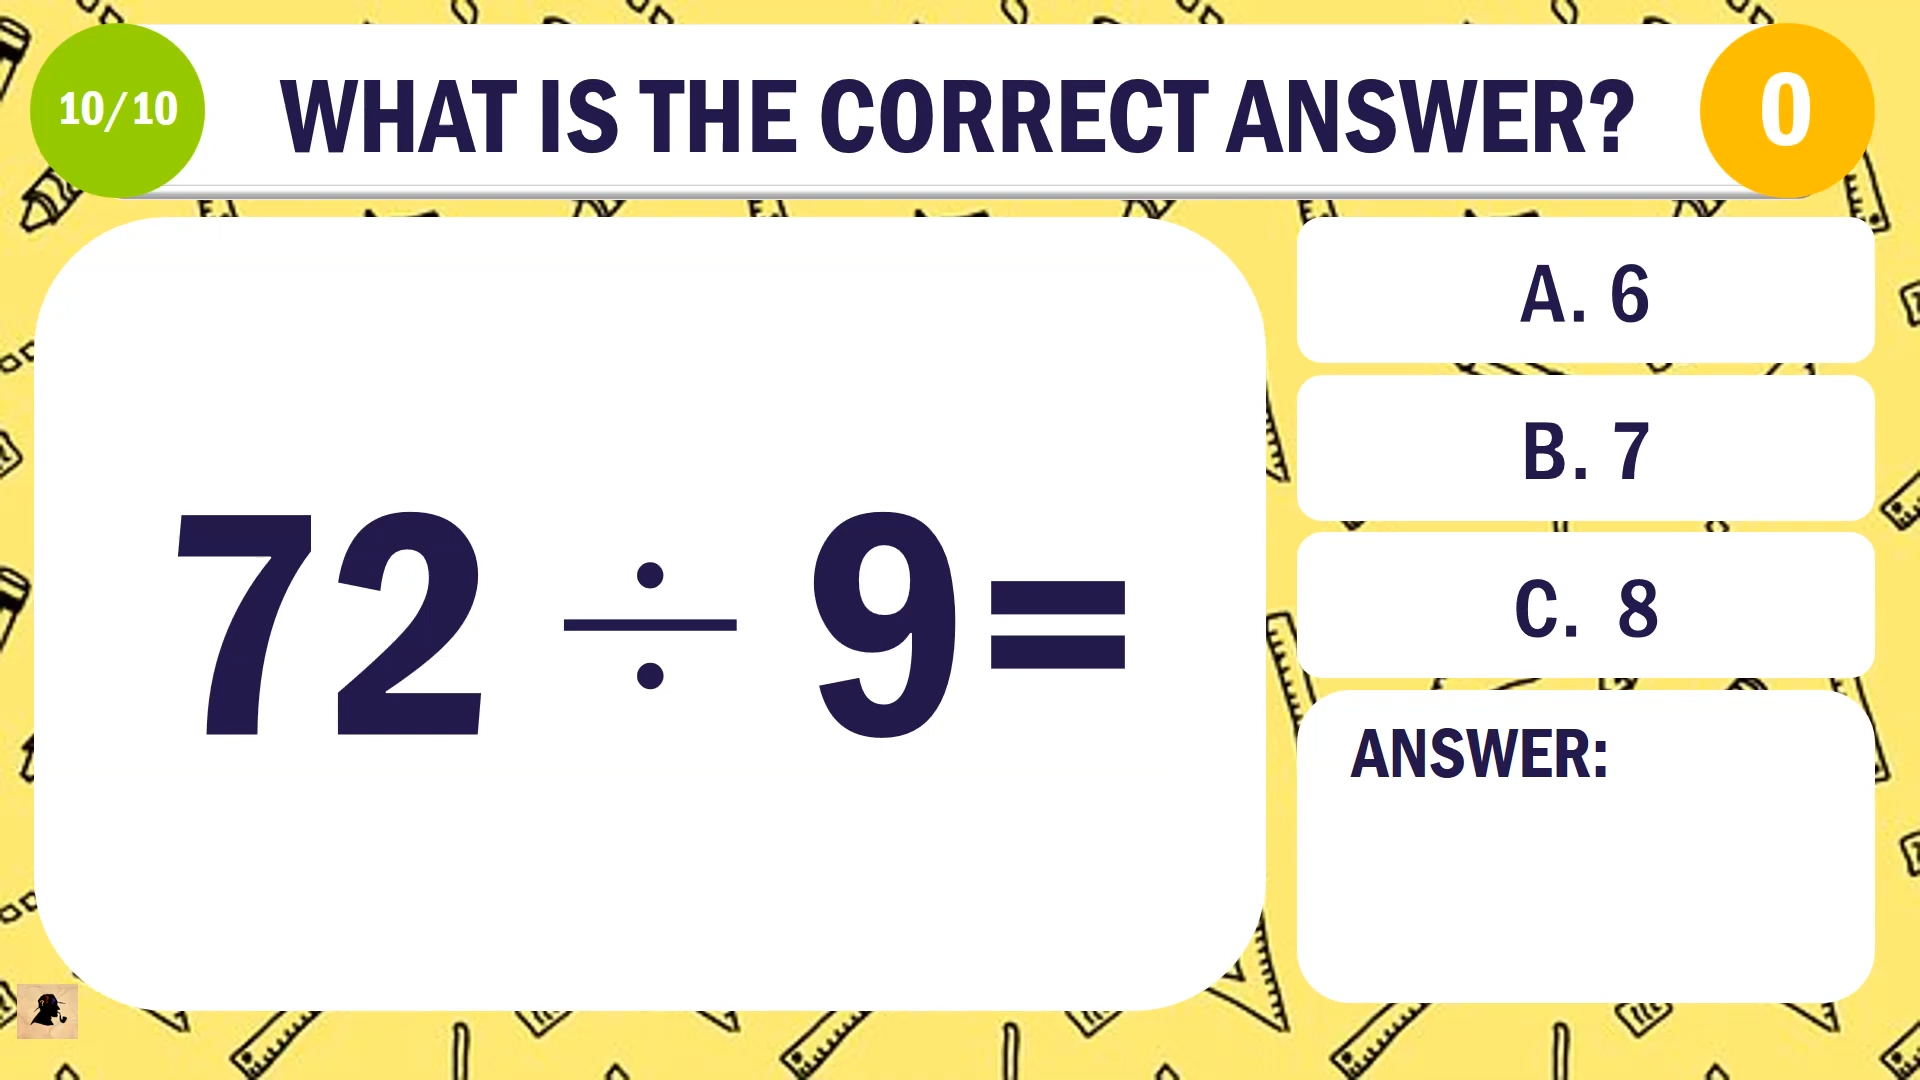 10/10
WHAT IS THE CORRECT ANSWER?
0
72 ÷ 9=
A. 6
B. 7
C. 8
ANSWER: